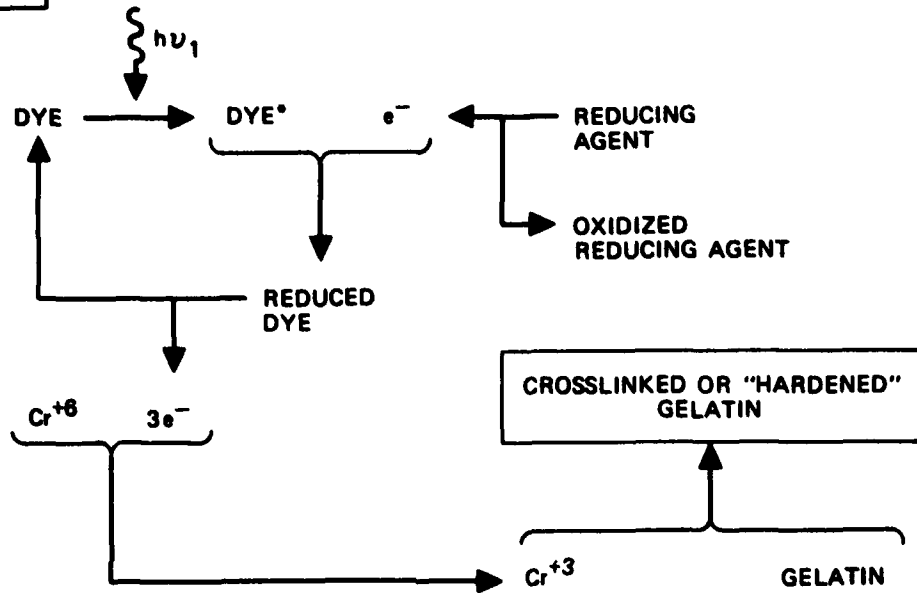 hυ₁
DYE
DYE*
e⁻
REDUCING
AGENT
OXIDIZED
REDUCING AGENT
REDUCED
DYE
Cr⁺⁶
3e⁻
CROSSLINKED OR "HARDENED"
GELATIN
Cr⁺³
GELATIN